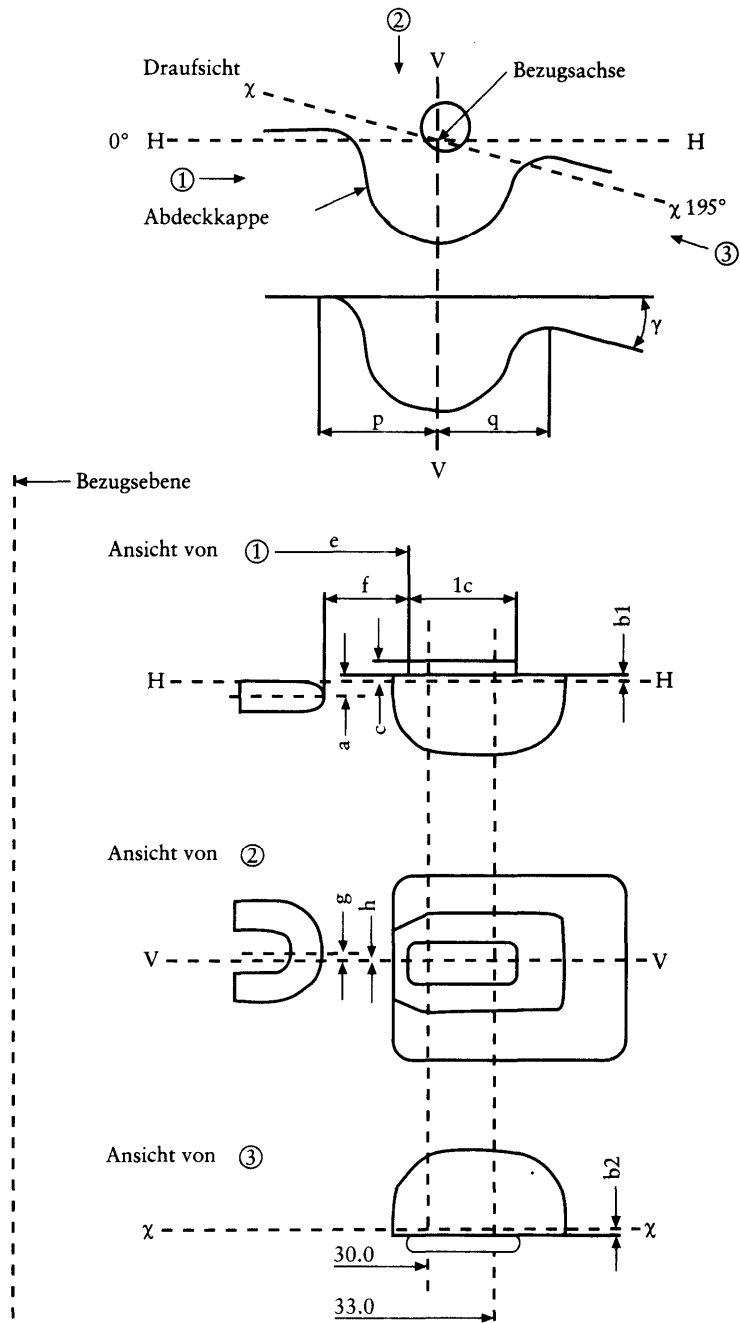 ②
V
Draufsicht
Bezugsachse
χ
0° H
H
①
Abdeckkappe
χ 195°
③
γ
p
q
V
Bezugsebene
Ansicht von ①
e
f
1c
b1
H
H
a
c
Ansicht von ②
g
h
V
V
Ansicht von ③
b2
χ
χ
30.0
33.0